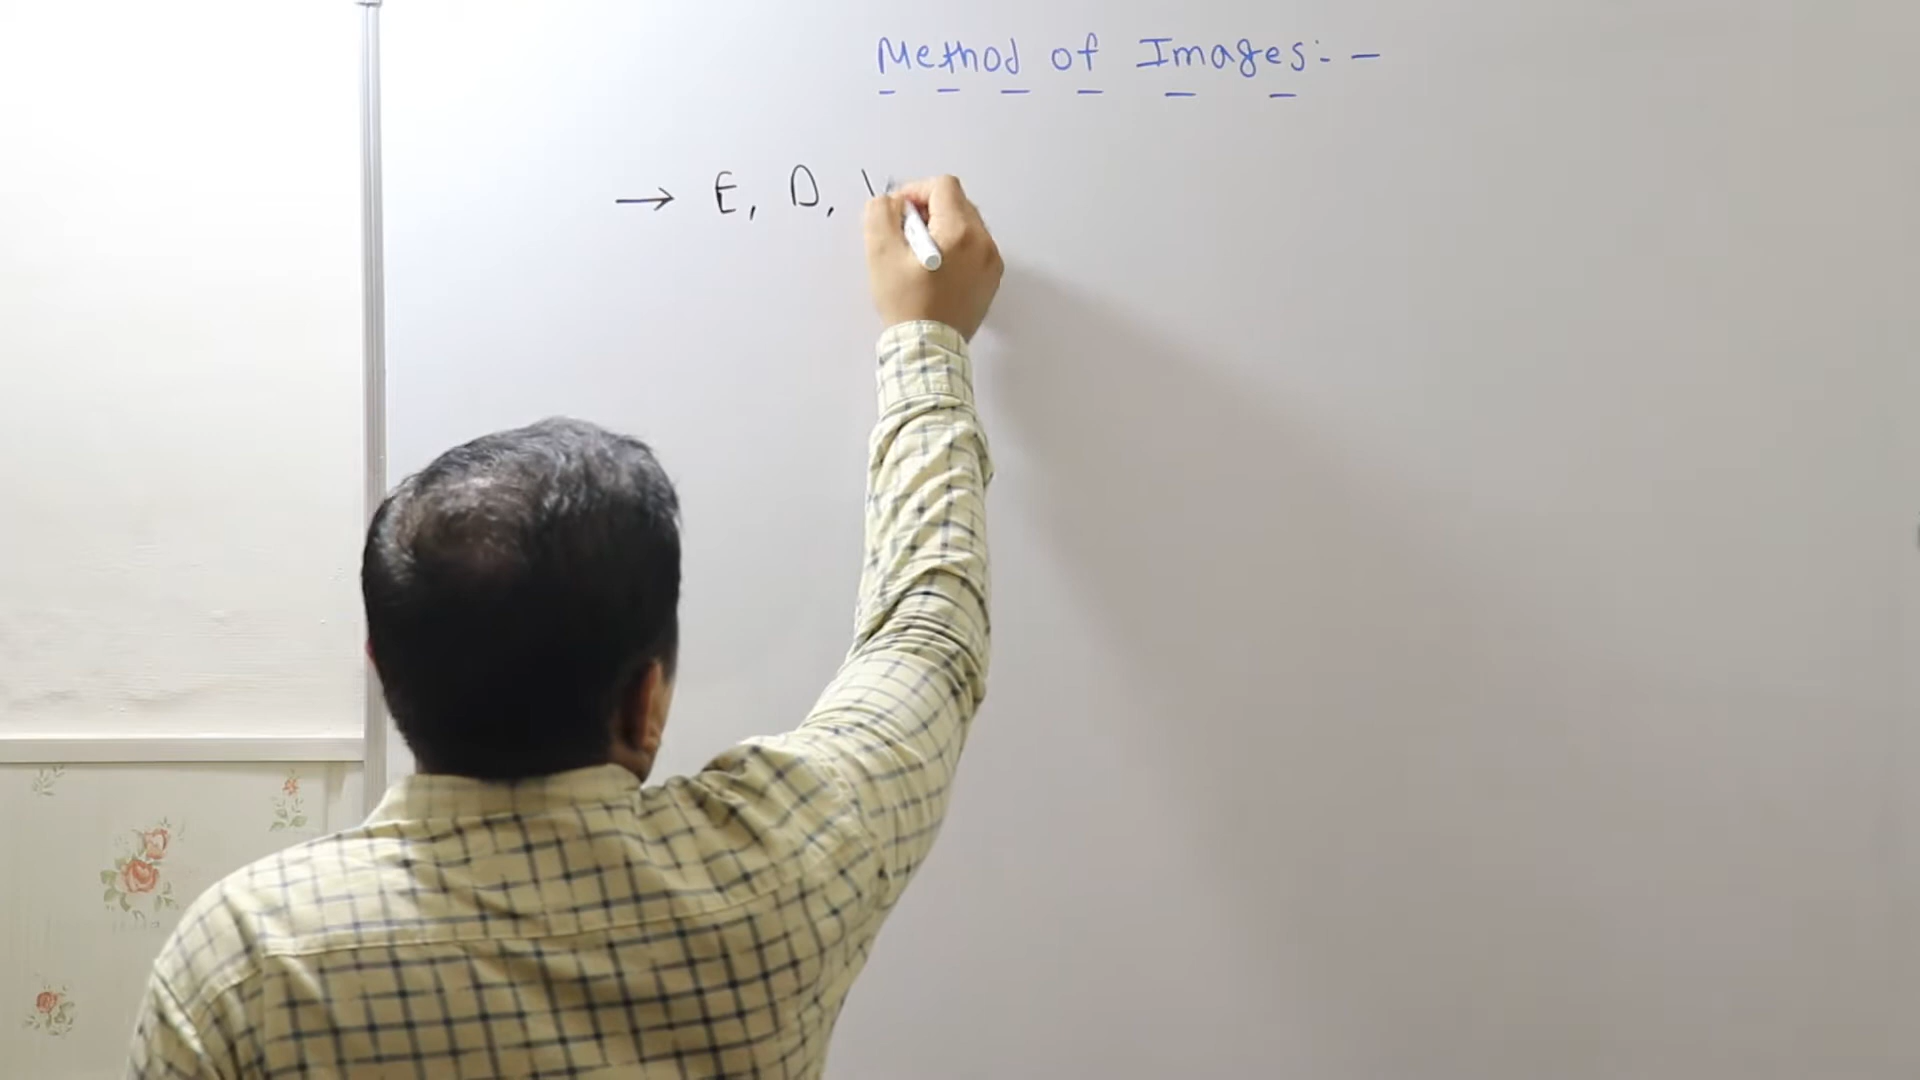 Method of Images:-
→ E, D, V